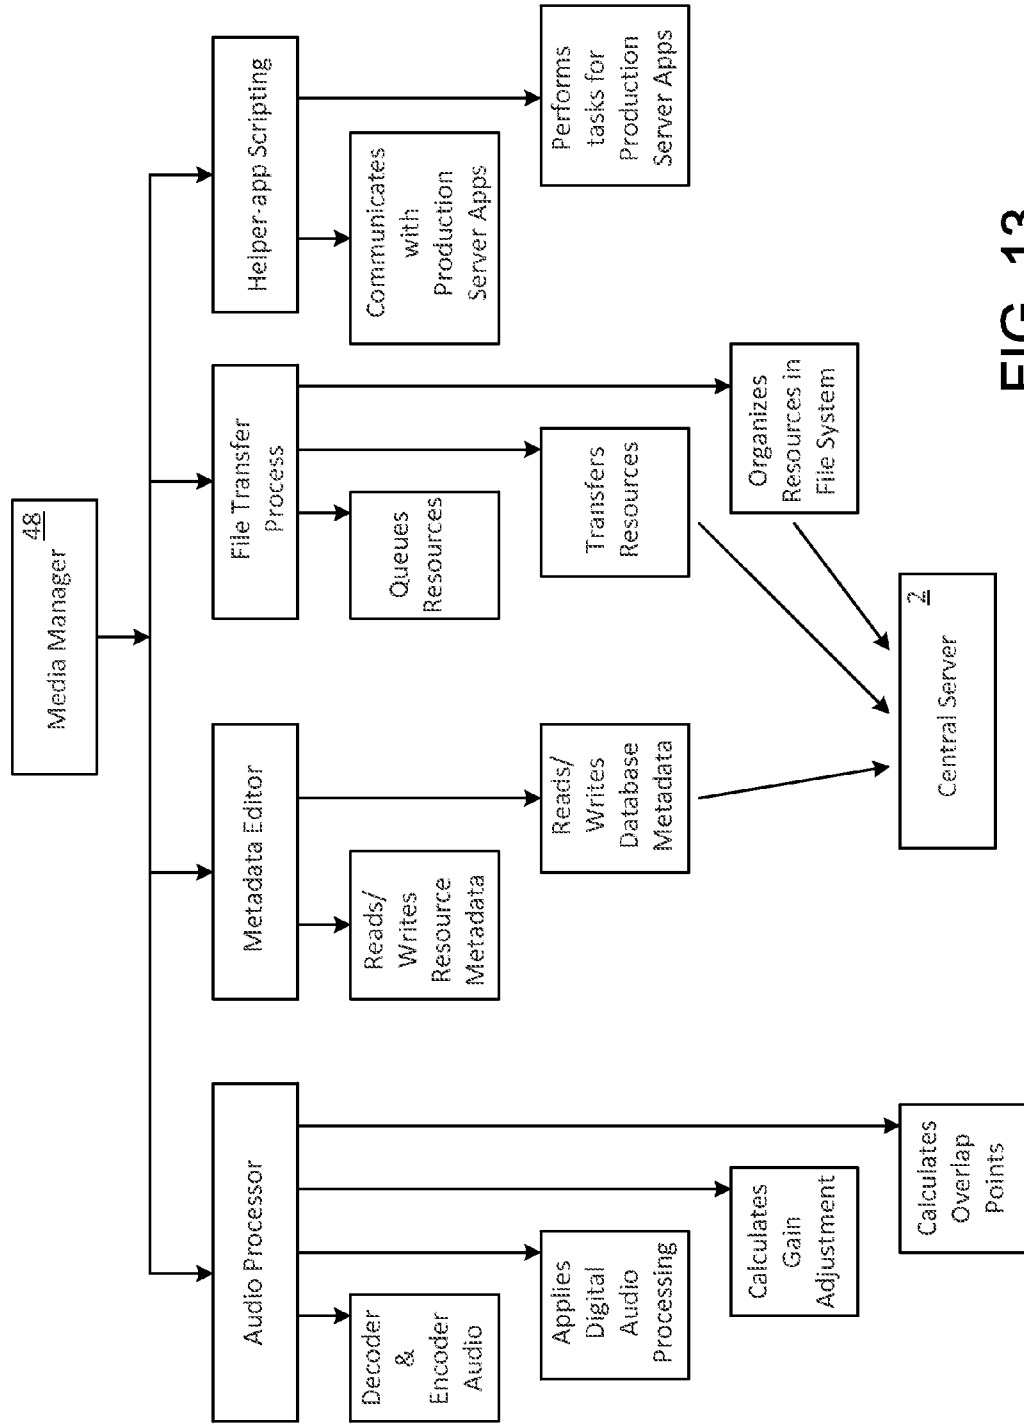 48
Media Manager
Audio Processor
Decoder
&
Encoder
Audio
Applies
Digital
Audio
Processing
Calculates
Gain
Adjustment
Calculates
Overlap
Points
Metadata Editor
Reads/
Writes
Resource
Metadata
Reads/
Writes
Database
Metadata
File Transfer
Process
Queues
Resources
Transfers
Resources
Organizes
Resources in
File System
Helper-app Scripting
Communicates
with
Production
Server Apps
Performs
tasks for
Production
Server Apps
2
Central Server
FIG. 13